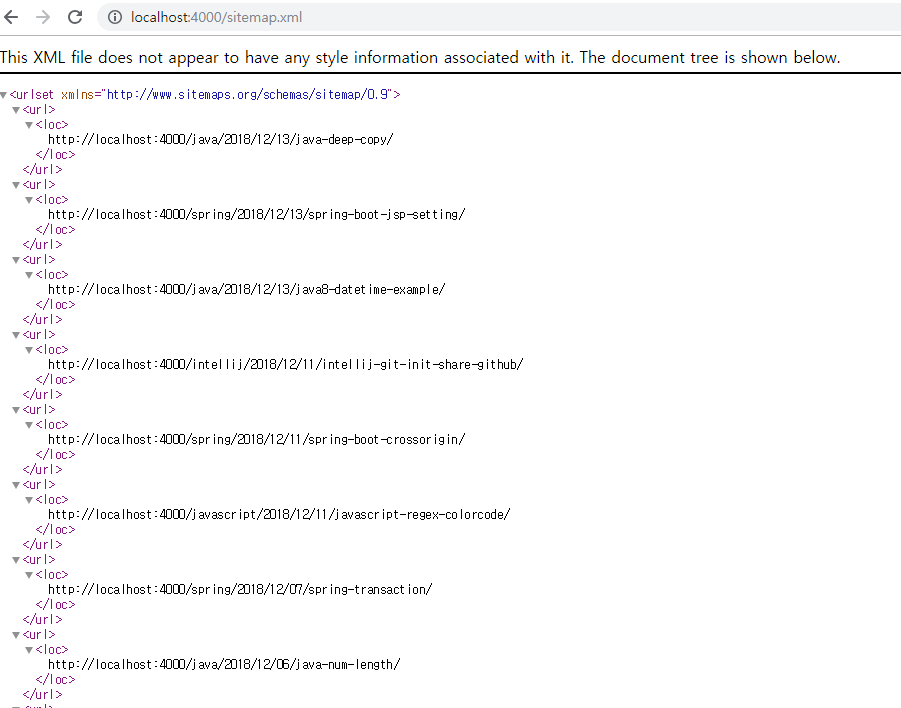 localhost:4000/sitemap.xml
This XML file does not appear to have any style information associated with it. The document tree is shown below.
▼<urlset xmlns="http://www.sitemaps.org/schemas/sitemap/0.9">
▼<url>
▼<loc>
http://localhost:4000/java/2018/12/13/java-deep-copy/
</loc>
</url>
▼<url>
▼<loc>
http://localhost:4000/spring/2018/12/13/spring-boot-jsp-setting/
</loc>
</url>
▼<url>
▼<loc>
http://localhost:4000/java/2018/12/13/java8-datetime-example/
</loc>
</url>
▼<url>
▼<loc>
http://localhost:4000/intellij/2018/12/11/intellij-git-init-share-github/
</loc>
</url>
▼<url>
▼<loc>
http://localhost:4000/spring/2018/12/11/spring-boot-crossorigin/
</loc>
</url>
▼<url>
▼<loc>
http://localhost:4000/javascript/2018/12/11/javascript-regex-colorcode/
</loc>
</url>
▼<url>
▼<loc>
http://localhost:4000/spring/2018/12/07/spring-transaction/
</loc>
</url>
▼<url>
▼<loc>
http://localhost:4000/java/2018/12/06/java-num-length/
</loc>
</url>
▼<url>